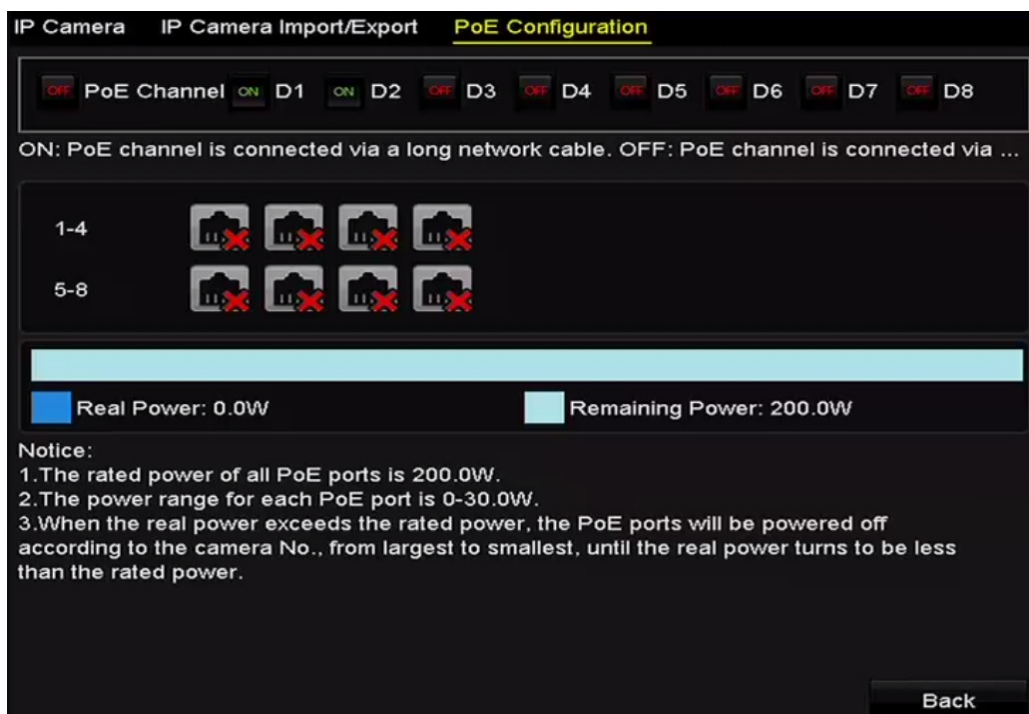 IP Camera IP Camera Import/Export PoE Configuration
OFF PoE Channel ON D1 ON D2 OFF D3 OFF D4 OFF D5 OFF D6 OFF D7 OFF D8
ON: PoE channel is connected via a long network cable. OFF: PoE channel is connected via ...
1-4
5-8
Real Power: 0.0W Remaining Power: 200.0W
Notice:
1.The rated power of all PoE ports is 200.0W.
2.The power range for each PoE port is 0-30.0W.
3.When the real power exceeds the rated power, the PoE ports will be powered off
according to the camera No., from largest to smallest, until the real power turns to be less
than the rated power.
Back